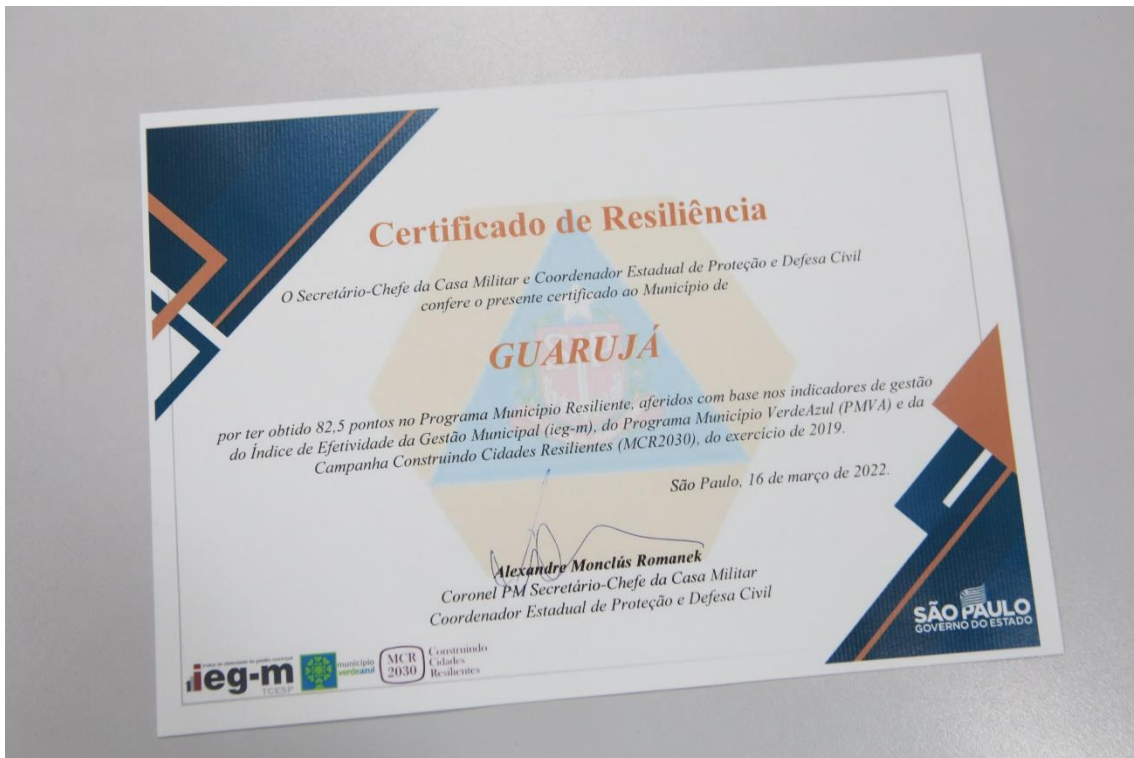 Certificado de Resiliência
O Secretário-Chefe da Casa Militar e Coordenador Estadual de Proteção e Defesa Civil
confere o presente certificado ao Município de
GUARUJÁ
por ter obtido 82,5 pontos no Programa Município Resiliente, aferidos com base nos indicadores de gestão
do Índice de Efetividade da Gestão Municipal (ieg-m), do Programa Município VerdeAzul (PMVA) e da
Campanha Construindo Cidades Resilientes (MCR2030), do exercício de 2019.
São Paulo, 16 de março de 2022.
Alexandre Monclús Romanek
Coronel PM Secretário-Chefe da Casa Militar
Coordenador Estadual de Proteção e Defesa Civil
SÃO PAULO
GOVERNO DO ESTADO
ieg-m
TCESP
município
verdeazul
MCR
2030
Construindo
Cidades
Resilientes